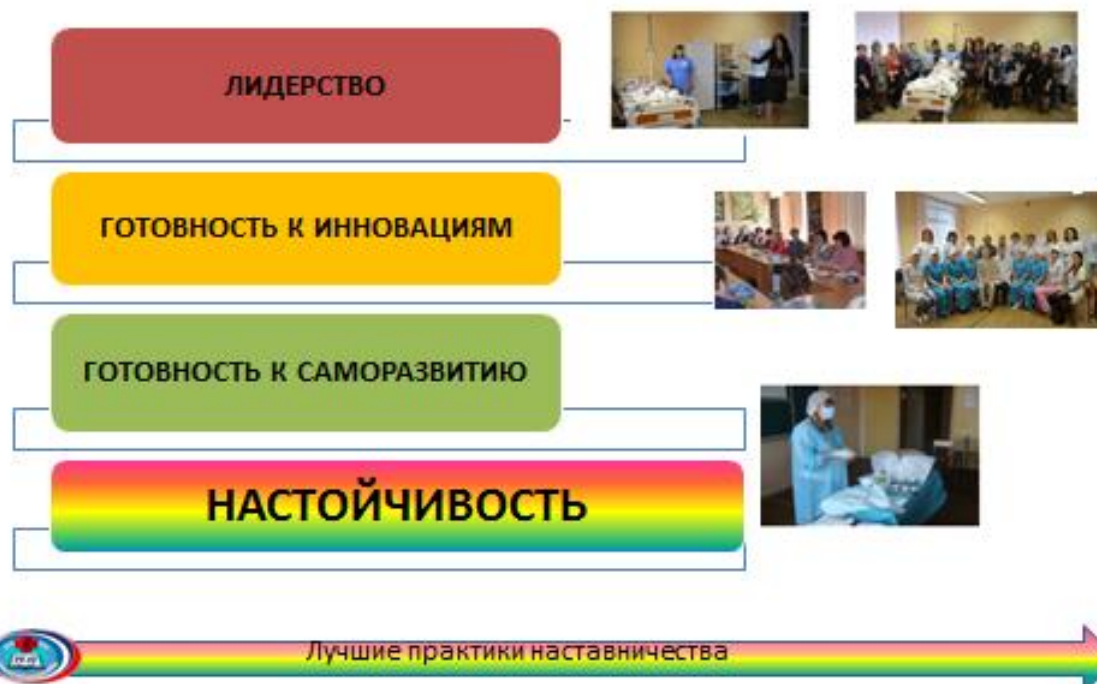 ЛИДЕРСТВО
ГОТОВНОСТЬ К ИННОВАЦИЯМ
ГОТОВНОСТЬ К САМОРАЗВИТИЮ
НАСТОЙЧИВОСТЬ
Лучшие практики наставничества